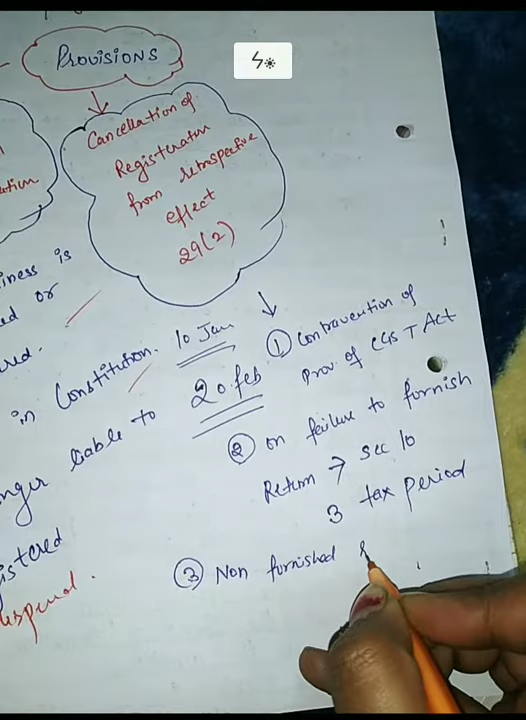 PROVISIONS
Cancellation of
Registeration
from retrospective
effect
29(2)
iness is
ed or
red.
in Constitution. 10 Jan
nger liable to 20 feb
istered
suspend.
① Contravention of
Prov. of CGST ACT
② on failure to furnish
Return → sec 10
3 tax period
③ Non furnished